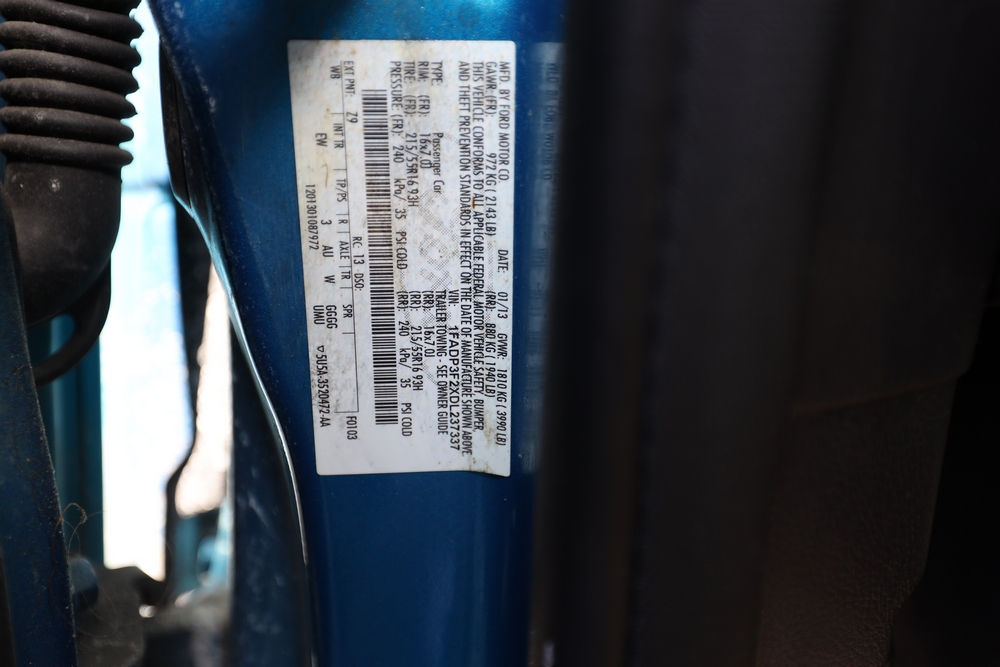 MFD. BY FORD MOTOR CO. DATE: 01/13 GVWR: 1810 KG ( 3990 LB)
GAWR: (FR): 972 KG ( 2143 LB) (RR): 880 KG ( 1940 LB)
THIS VEHICLE CONFORMS TO ALL APPLICABLE FEDERAL MOTOR VEHICLE SAFETY, BUMPER,
AND THEFT PREVENTION STANDARDS IN EFFECT ON THE DATE OF MANUFACTURE SHOWN ABOVE.
VIN: 1FADP3F2XDL237337
TYPE: Passenger Car TRAILER TOWING - SEE OWNER GUIDE
RIM: (FR): 16x7.0J (RR): 16x7.0J
TIRE: (FR): 215/55R16 93H (RR): 215/55R16 93H
PRESSURE: (FR): 240 kPa/ 35 PSI COLD (RR): 240 kPa/ 35 PSI COLD
RC: 13 DSO: F0103
EXT PNT: Z9
WB INT TR TP/PS R AXLE TR SPR
EW 3 AU W GGGG
UMU
1201301087972 5U5A-3520472-AA